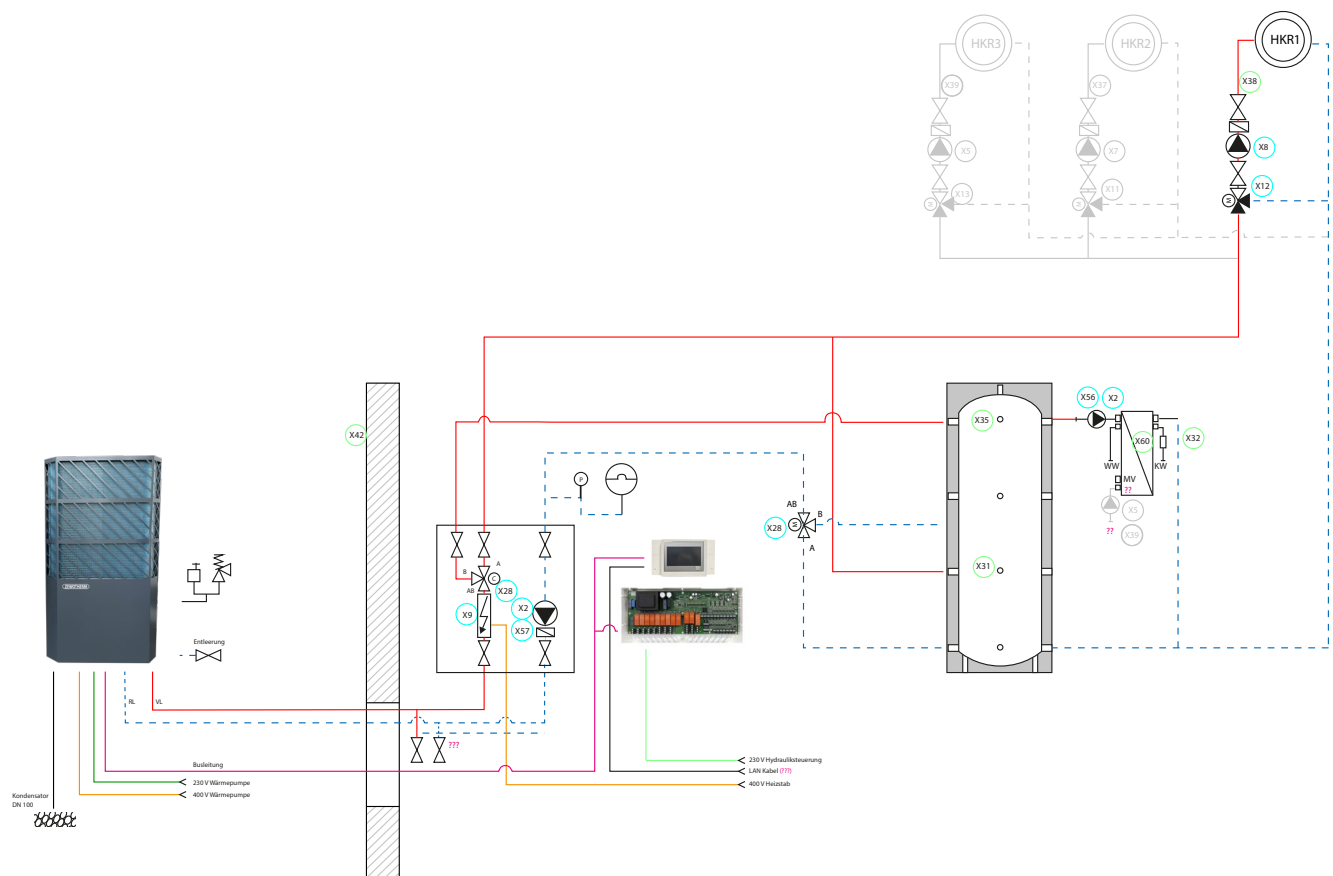 HKR3
HKR2
HKR1
X39
X37
X38
X5
X7
X8
X13
X11
X12
M
M
M
X42
X35
X56
X2
X60
X32
WW
KW
MV
??
X5
??
X39
P
AB
B
X28
M
A
X31
A
B
C
AB
X28
X9
X2
X57
ZEWOTHERM
Entleerung
RL
VL
???
Busleitung
230 V Wärmepumpe
400 V Wärmepumpe
Kondensator
DN 100
230 V Hydrauliksteuerung
LAN Kabel (???)
400 V Heizstab